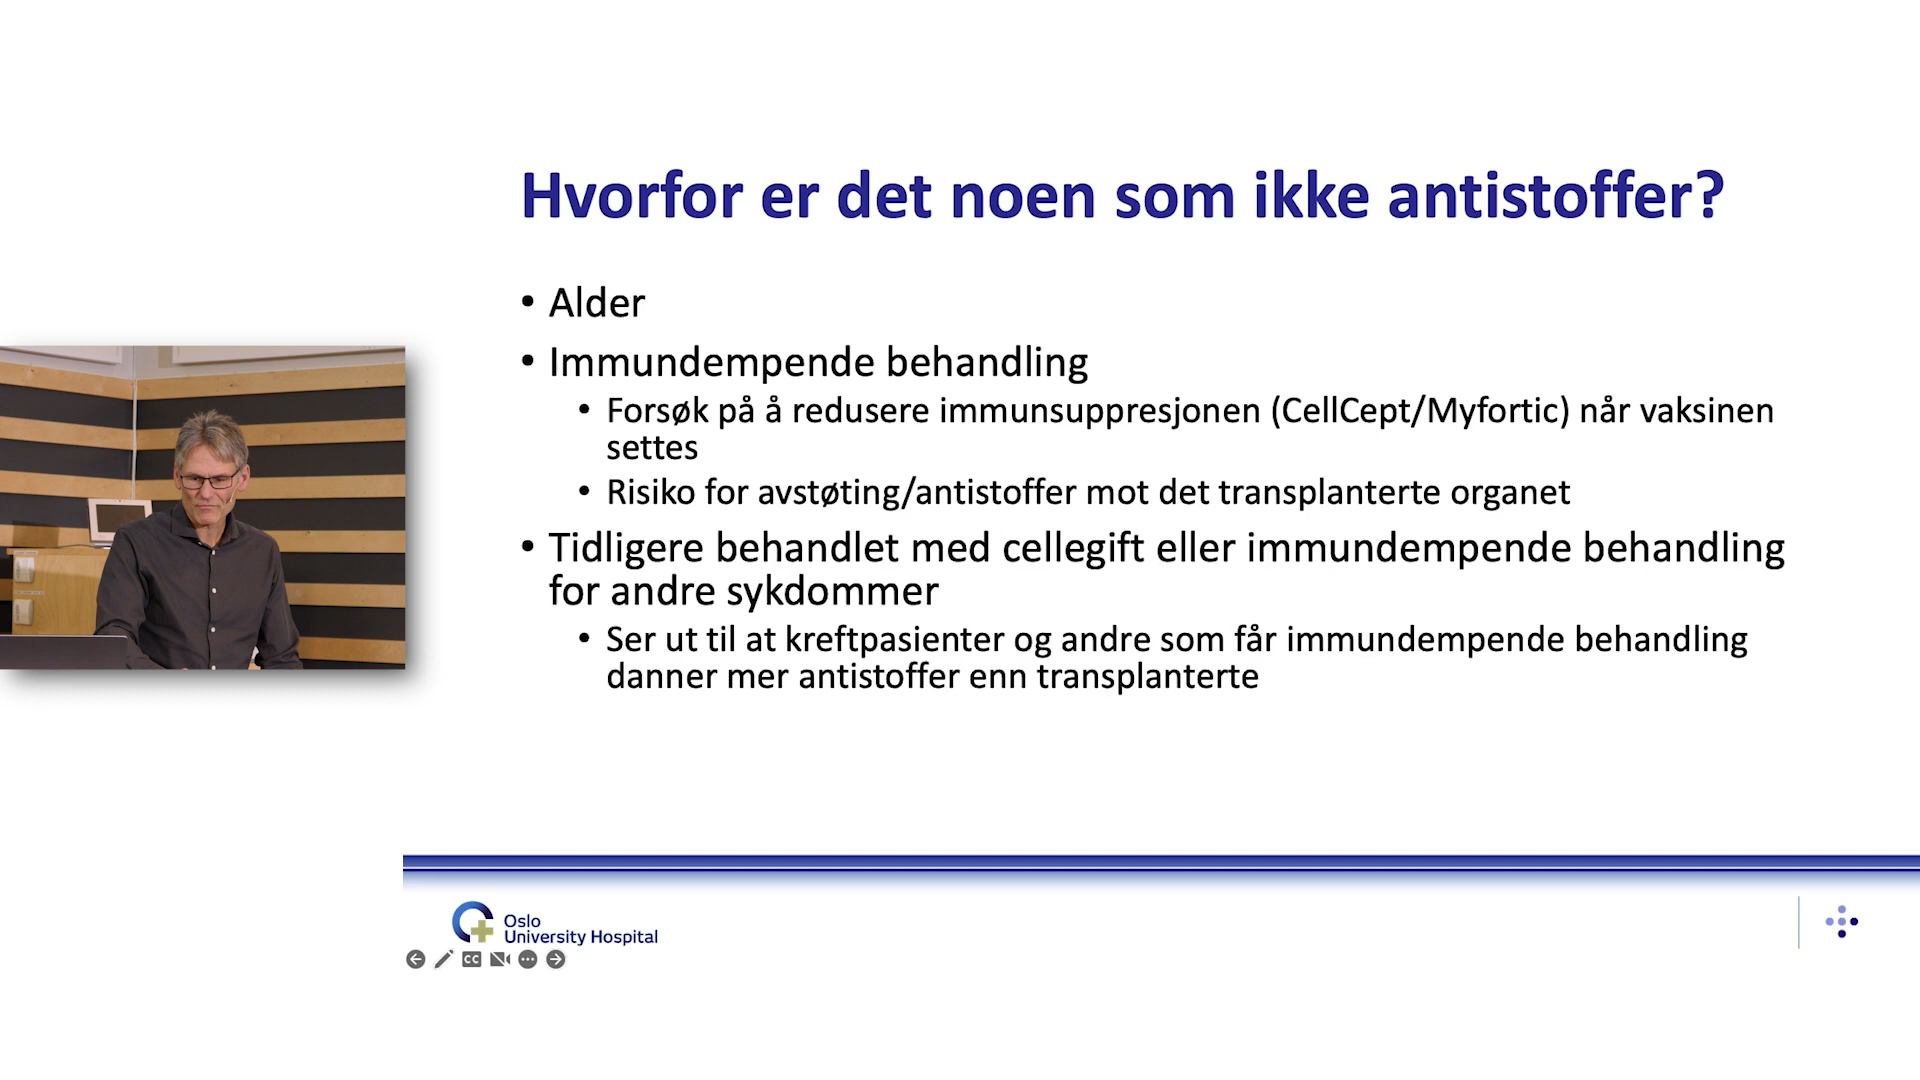 Hvorfor er det noen som ikke antistoffer?
• Alder
• Immundempende behandling
• Forsøk på å redusere immunsuppresjonen (CellCept/Myfortic) når vaksinen
settes
• Risiko for avstøting/antistoffer mot det transplanterte organet
• Tidligere behandlet med cellegift eller immundempende behandling
for andre sykdommer
• Ser ut til at kreftpasienter og andre som får immundempende behandling
danner mer antistoffer enn transplanterte
Oslo
University Hospital
CC